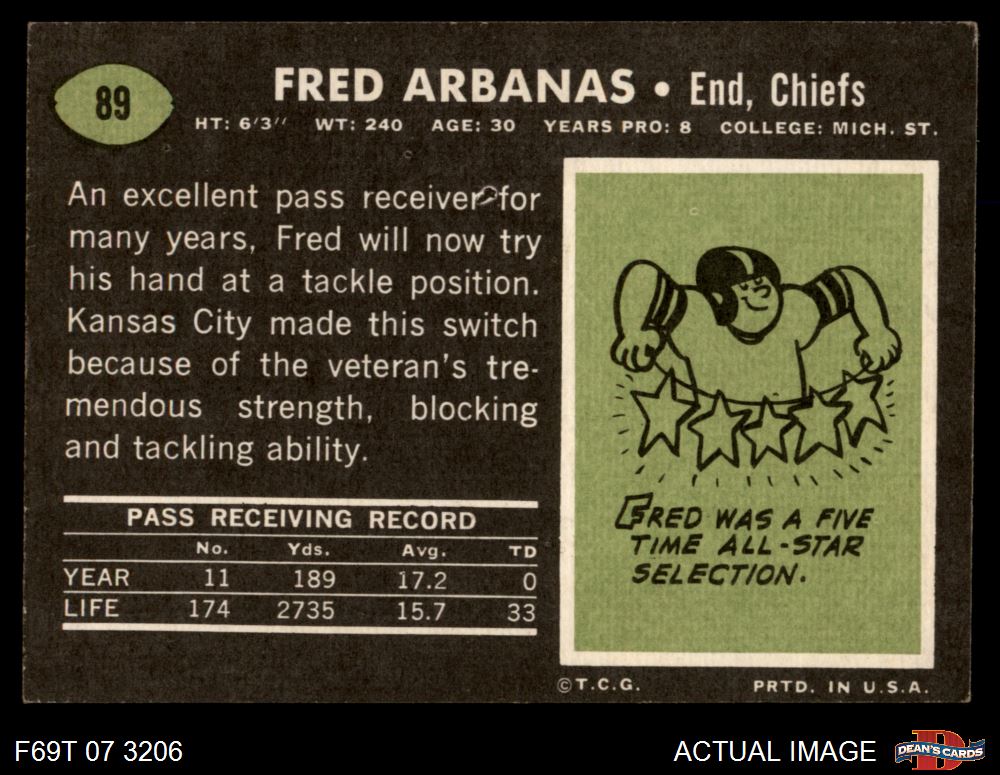 89
FRED ARBANAS • End, Chiefs
HT: 6'3'' WT: 240 AGE: 30 YEARS PRO: 8 COLLEGE: MICH. ST.
An excellent pass receiver for
many years, Fred will now try
his hand at a tackle position.
Kansas City made this switch
because of the veteran's tre-
mendous strength, blocking
and tackling ability.
PASS RECEIVING RECORD
No. Yds. Avg. TD
YEAR 11 189 17.2 0
LIFE 174 2735 15.7 33
FRED WAS A FIVE
TIME ALL-STAR
SELECTION.
©T.C.G. PRTD. IN U.S.A.
F69T 07 3206
ACTUAL IMAGE
D
DEAN'S CARDS